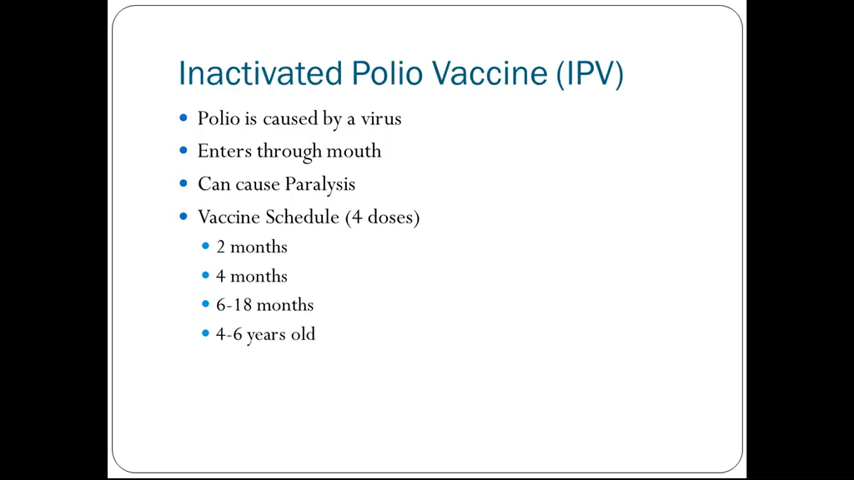 Inactivated Polio Vaccine (IPV)
• Polio is caused by a virus
• Enters through mouth
• Can cause Paralysis
• Vaccine Schedule (4 doses)
• 2 months
• 4 months
• 6-18 months
• 4-6 years old